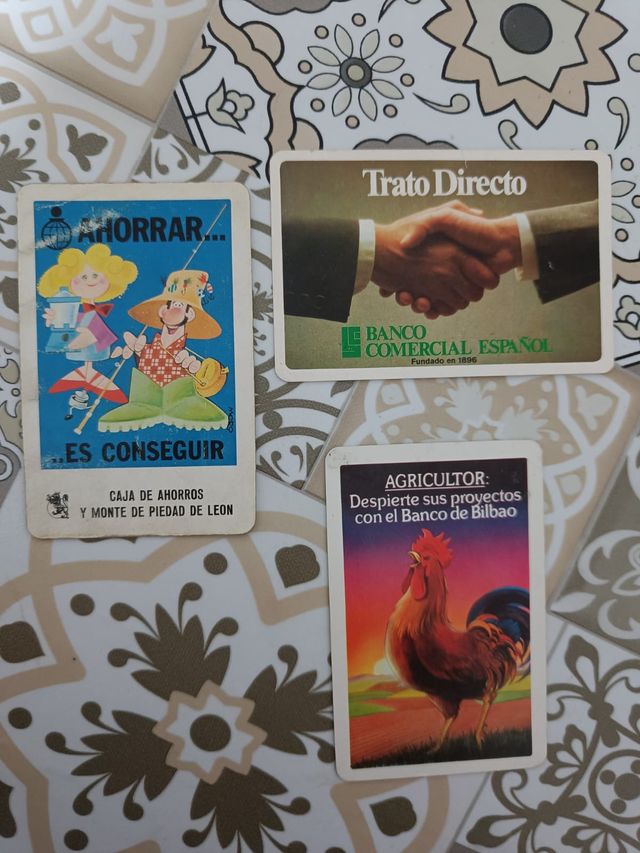 AHORRAR...
..ES CONSEGUIR
CAJA DE AHORROS
Y MONTE DE PIEDAD DE LEON
Trato Directo
BANCO
COMERCIAL ESPAÑOL
Fundado en 1896
AGRICULTOR:
Despierte sus proyectos
con el Banco de Bilbao